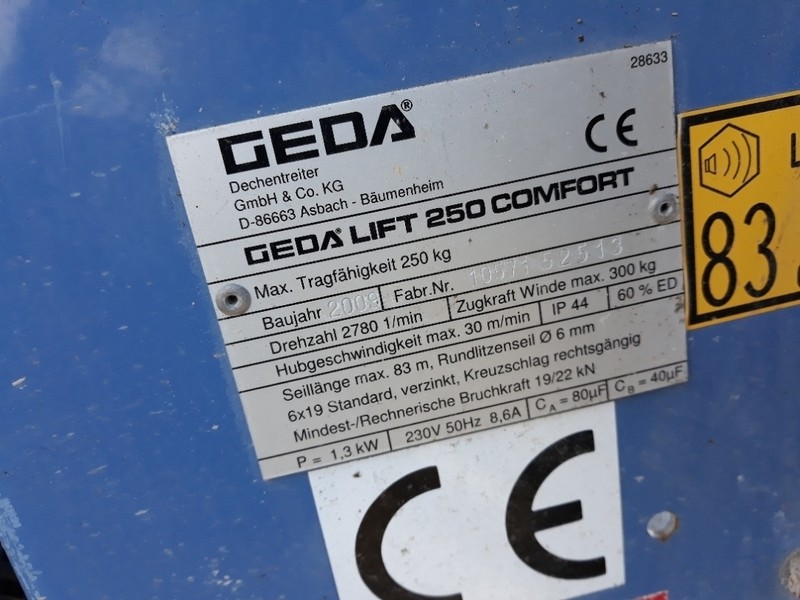 28633
GEDA®
CE
Dechentreiter
GmbH & Co. KG
D-86663 Asbach - Bäumenheim
GEDA® LIFT 250 COMFORT
Max. Tragfähigkeit 250 kg
Baujahr 2009 Fabr.Nr. 10571 52513
Drehzahl 2780 1/min Zugkraft Winde max. 300 kg
Hubgeschwindigkeit max. 30 m/min IP 44 60 % ED
Seillänge max. 83 m, Rundlitzenseil Ø 6 mm
6x19 Standard, verzinkt, Kreuzschlag rechtsgängig
Mindest-/Rechnerische Bruchkraft 19/22 kN
P = 1,3 kW 230V 50Hz 8,6A CA = 80µF CB = 40µF
CE
83